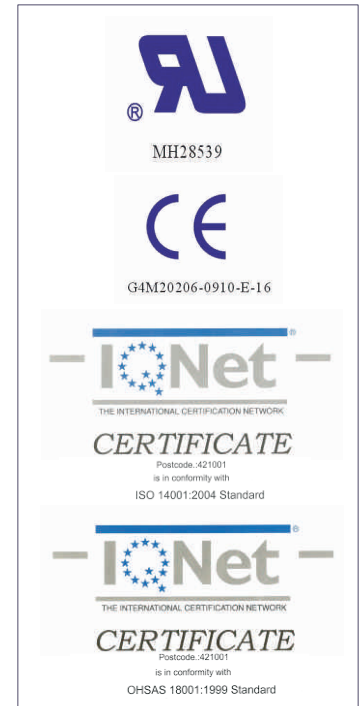 ®
MH28539
CE
G4M20206-0910-E-16
®
IQNet
THE INTERNATIONAL CERTIFICATION NETWORK
CERTIFICATE
Postcode.:421001
is in conformity with
ISO 14001:2004 Standard
®
IQNet
THE INTERNATIONAL CERTIFICATION NETWORK
CERTIFICATE
Postcode.:421001
is in conformity with
OHSAS 18001:1999 Standard